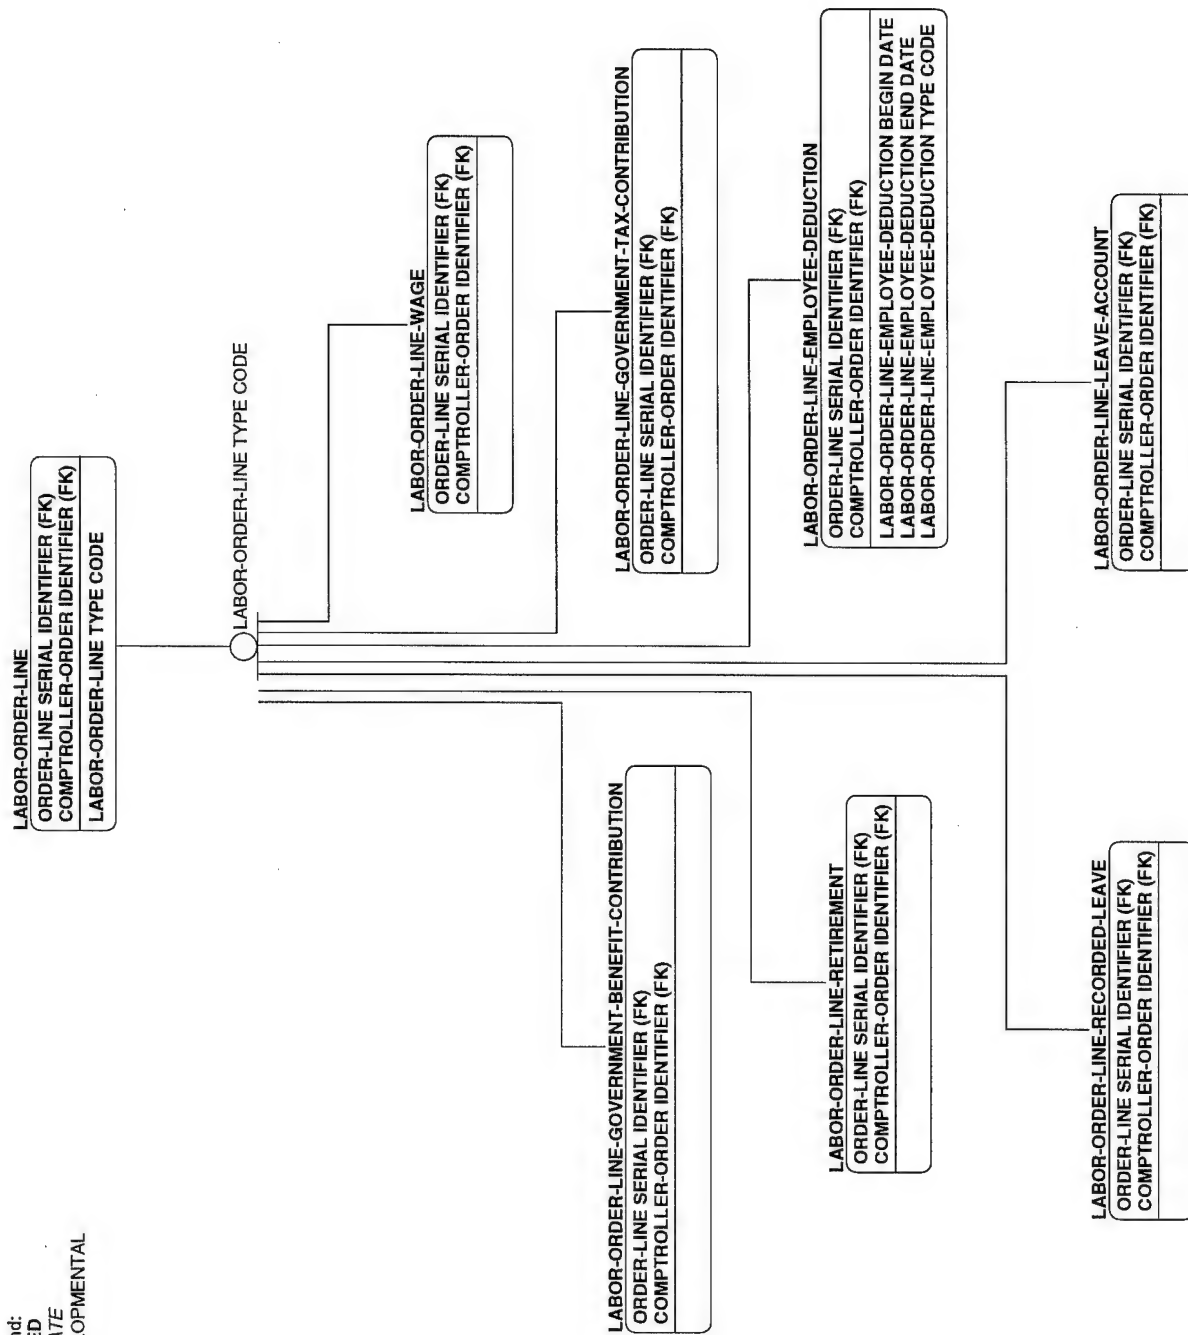 nd:
ED
ATE
OPMENTAL
LABOR-ORDER-LINE
ORDER-LINE SERIAL IDENTIFIER (FK)
COMPTROLLER-ORDER IDENTIFIER (FK)
LABOR-ORDER-LINE TYPE CODE
LABOR-ORDER-LINE TYPE CODE
LABOR-ORDER-LINE-WAGE
ORDER-LINE SERIAL IDENTIFIER (FK)
COMPTROLLER-ORDER IDENTIFIER (FK)
LABOR-ORDER-LINE-GOVERNMENT-BENEFIT-CONTRIBUTION
ORDER-LINE SERIAL IDENTIFIER (FK)
COMPTROLLER-ORDER IDENTIFIER (FK)
LABOR-ORDER-LINE-GOVERNMENT-TAX-CONTRIBUTION
ORDER-LINE SERIAL IDENTIFIER (FK)
COMPTROLLER-ORDER IDENTIFIER (FK)
LABOR-ORDER-LINE-RETIREMENT
ORDER-LINE SERIAL IDENTIFIER (FK)
COMPTROLLER-ORDER IDENTIFIER (FK)
LABOR-ORDER-LINE-EMPLOYEE-DEDUCTION
ORDER-LINE SERIAL IDENTIFIER (FK)
COMPTROLLER-ORDER IDENTIFIER (FK)
LABOR-ORDER-LINE-EMPLOYEE-DEDUCTION BEGIN DATE
LABOR-ORDER-LINE-EMPLOYEE-DEDUCTION END DATE
LABOR-ORDER-LINE-EMPLOYEE-DEDUCTION TYPE CODE
LABOR-ORDER-LINE-RECORDED-LEAVE
ORDER-LINE SERIAL IDENTIFIER (FK)
COMPTROLLER-ORDER IDENTIFIER (FK)
LABOR-ORDER-LINE-LEAVE-ACCOUNT
ORDER-LINE SERIAL IDENTIFIER (FK)
COMPTROLLER-ORDER IDENTIFIER (FK)